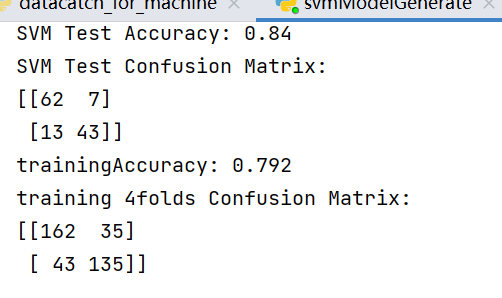 datacatch_for_machine × svmModelGenerate ×
SVM Test Accuracy: 0.84
SVM Test Confusion Matrix:
[[62  7]
 [13 43]]
trainingAccuracy: 0.792
training 4folds Confusion Matrix:
[[162  35]
 [ 43 135]]